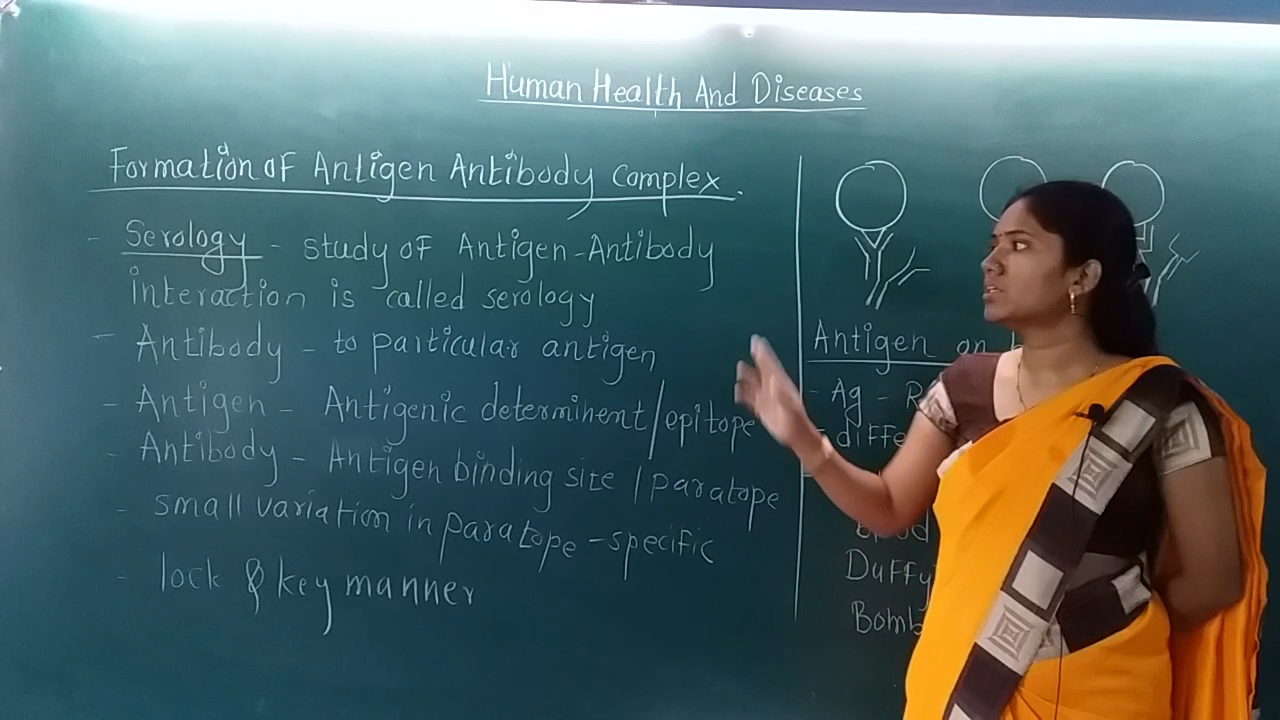 Human Health And Diseases
Formation of Antigen Antibody Complex.
- Serology - study of Antigen-Antibody
interaction is called serology
- Antibody - to particular antigen
- Antigen - Antigenic determinent/epitope
- Antibody - Antigen binding site / paratope
- small variation in paratope - specific
- lock & key manner
Antigen on
- Ag - R
- diffe
Duffy
Bomb